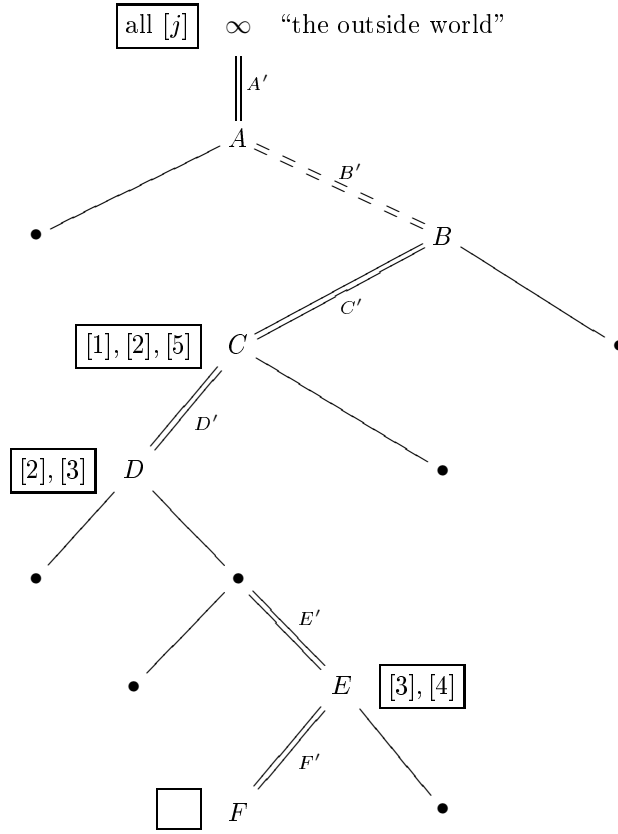 all [j] ∞ “the outside world”
A′
A
B′
B
C′
[1], [2], [5] C
D′
[2], [3] D
E′
E [3], [4]
F′
F